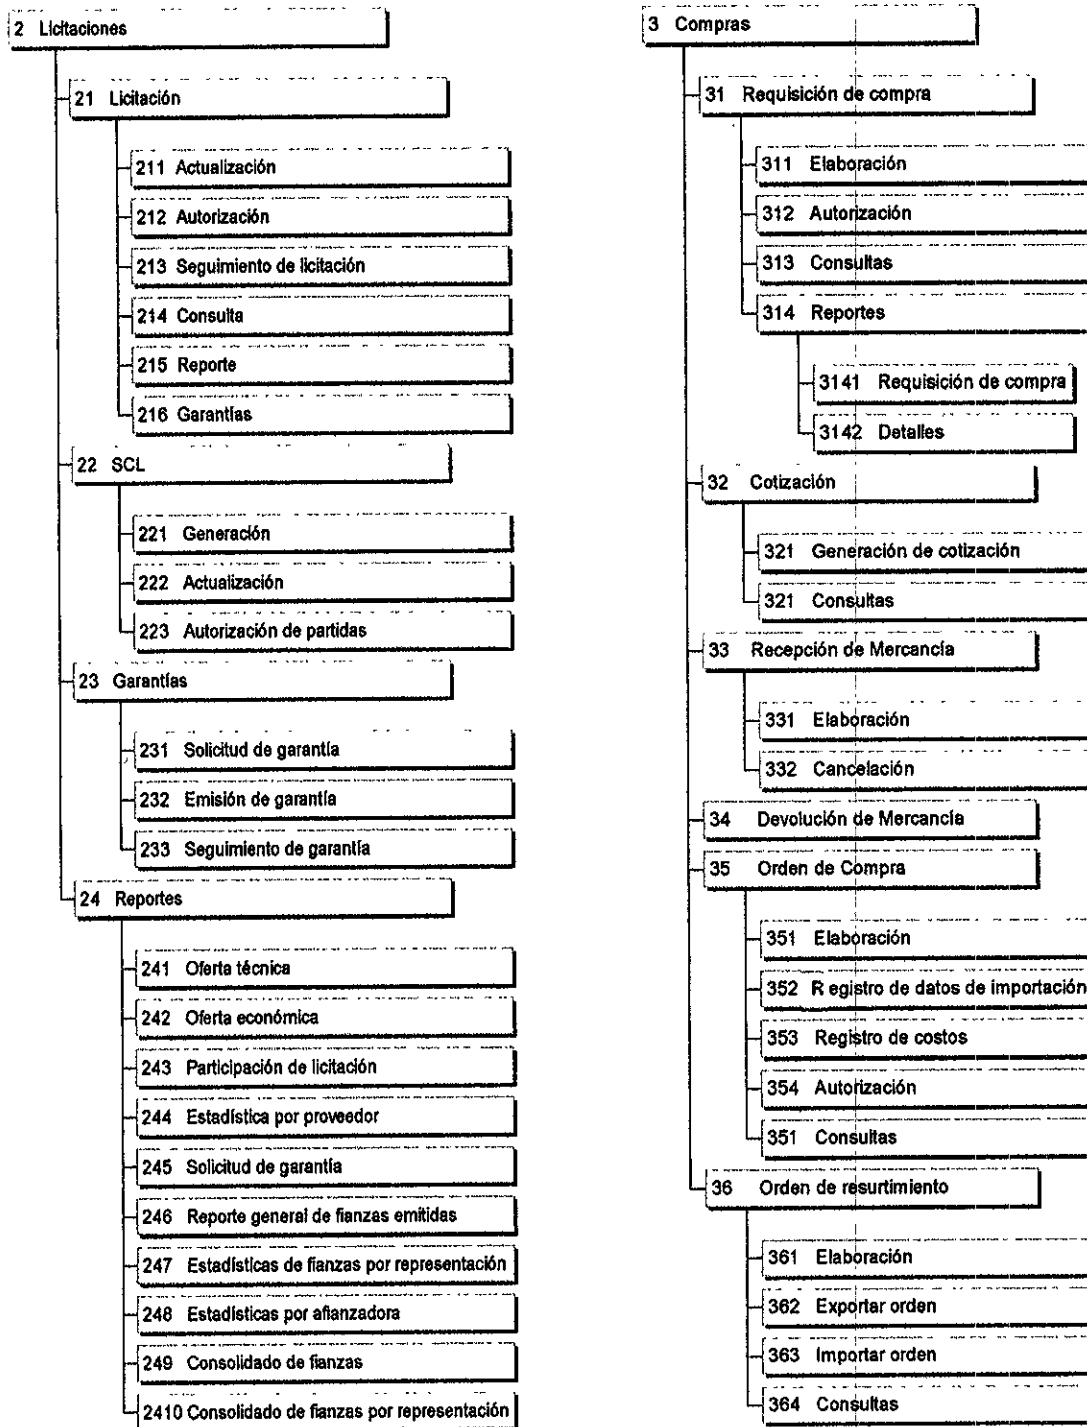 2 Licitaciones
21 Licitación
211 Actualización
212 Autorización
213 Seguimiento de licitación
214 Consulta
215 Reporte
216 Garantías
22 SCL
221 Generación
222 Actualización
223 Autorización de partidas
23 Garantías
231 Solicitud de garantía
232 Emisión de garantía
233 Seguimiento de garantía
24 Reportes
241 Oferta técnica
242 Oferta económica
243 Participación de licitación
244 Estadística por proveedor
245 Solicitud de garantía
246 Reporte general de fianzas emitidas
247 Estadísticas de fianzas por representación
248 Estadísticas por afianzadora
249 Consolidado de fianzas
2410 Consolidado de fianzas por representación
3 Compras
31 Requisición de compra
311 Elaboración
312 Autorización
313 Consultas
314 Reportes
3141 Requisición de compra
3142 Detalles
32 Cotización
321 Generación de cotización
321 Consultas
33 Recepción de Mercancía
331 Elaboración
332 Cancelación
34 Devolución de Mercancía
35 Orden de Compra
351 Elaboración
352 R egistro de datos de importación
353 Registro de costos
354 Autorización
351 Consultas
36 Orden de resurtimiento
361 Elaboración
362 Exportar orden
363 Importar orden
364 Consultas